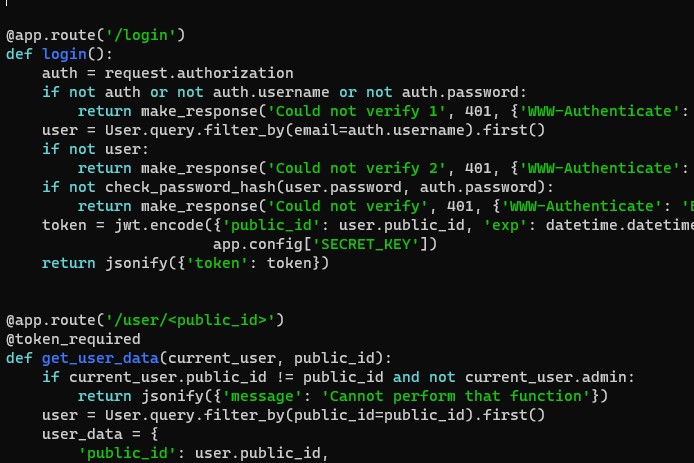 @app.route('/login')
def login():
    auth = request.authorization
    if not auth or not auth.username or not auth.password:
        return make_response('Could not verify 1', 401, {'WWW-Authenticate':
    user = User.query.filter_by(email=auth.username).first()
    if not user:
        return make_response('Could not verify 2', 401, {'WWW-Authenticate':
    if not check_password_hash(user.password, auth.password):
        return make_response('Could not verify', 401, {'WWW-Authenticate': '
    token = jwt.encode({'public_id': user.public_id, 'exp': datetime.datetime
                       app.config['SECRET_KEY'])
    return jsonify({'token': token})
@app.route('/user/<public_id>')
@token_required
def get_user_data(current_user, public_id):
    if current_user.public_id != public_id and not current_user.admin:
        return jsonify({'message': 'Cannot perform that function'})
    user = User.query.filter_by(public_id=public_id).first()
    user_data = {
        'public_id': user.public_id,